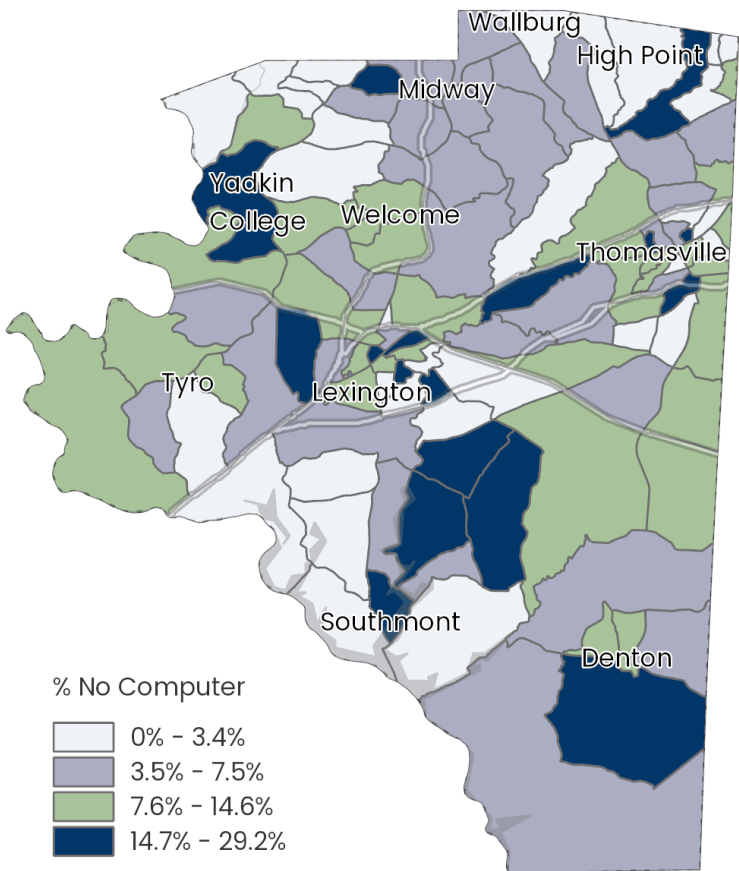 Wallburg
High Point
Midway
Yadkin
College
Welcome
Thomasville
Tyro
Lexington
Southmont
Denton
% No Computer
0% - 3.4%
3.5% - 7.5%
7.6% - 14.6%
14.7% - 29.2%